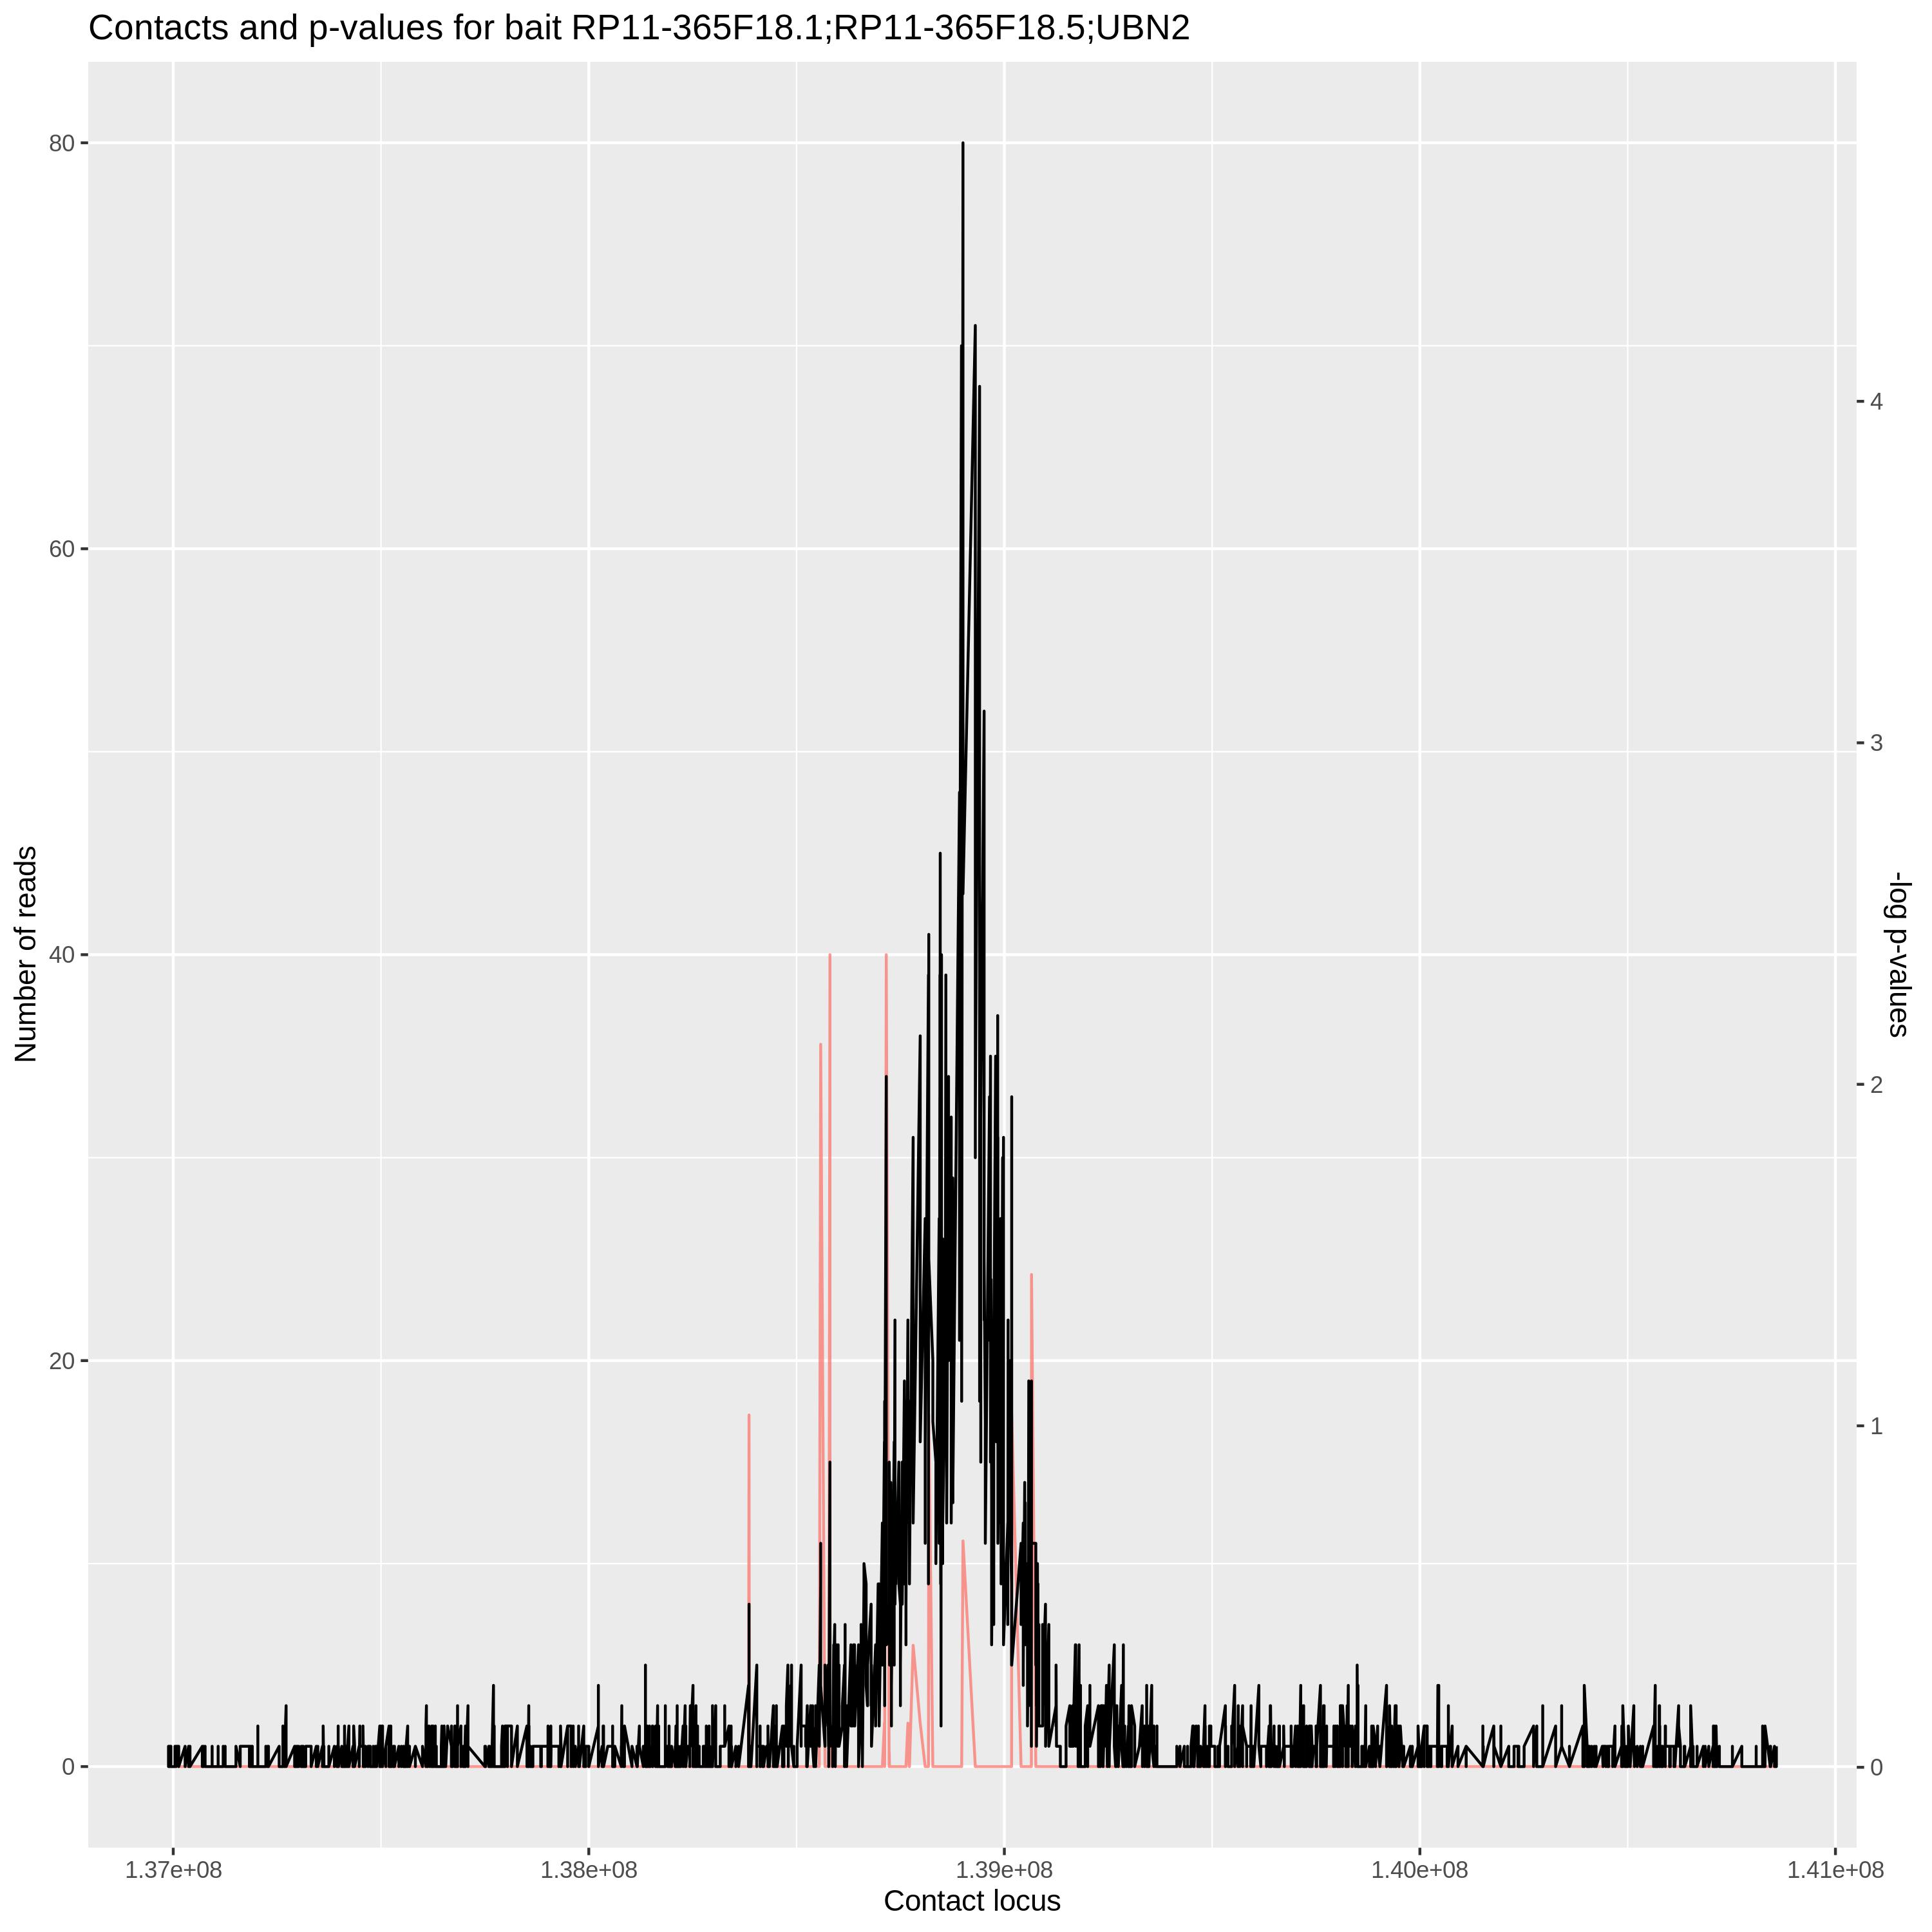 Contacts and p-values for bait RP11-365F18.1;RP11-365F18.5;UBN2
80
60
40
20
0
Number of reads
4
3
2
1
0
-log p-values
1.37e+08 1.38e+08 1.39e+08 1.40e+08 1.41e+08
Contact locus